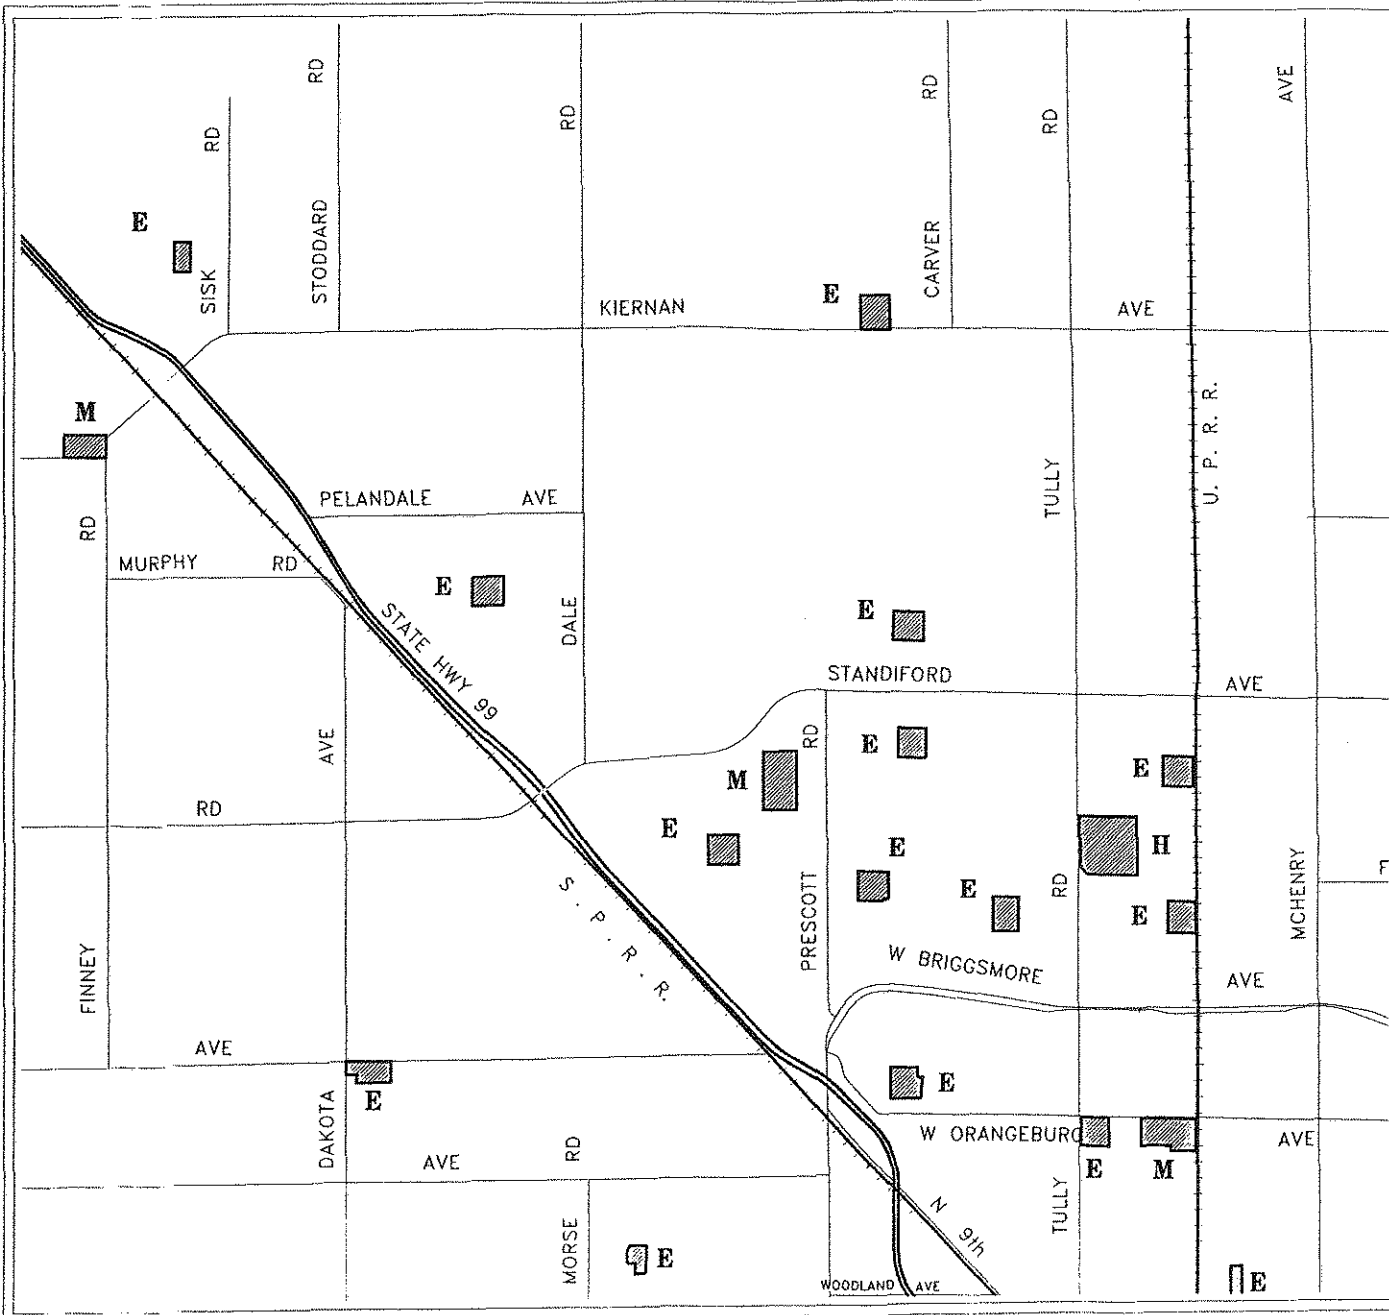 RD
RD
RD
RD
RD
AVE
E
SISK
STODDARD
KIERNAN
E
CARVER
AVE
M
PELANDALE
AVE
TULLY
U. P. R. R.
RD
MURPHY
RD
E
DALE
E
STATE HWY 99
STANDIFORD
AVE
AVE
RD
E
M
E
RD
E
E
E
H
S. P. R. R.
PRESCOTT
E
RD
E
MCHENRY
F
FINNEY
W BRIGGSMORE
AVE
AVE
E
DAKOTA
E
W ORANGEBURG
AVE
AVE
RD
E
M
TULLY
MORSE
E
N 9th
WOODLAND AVE
E